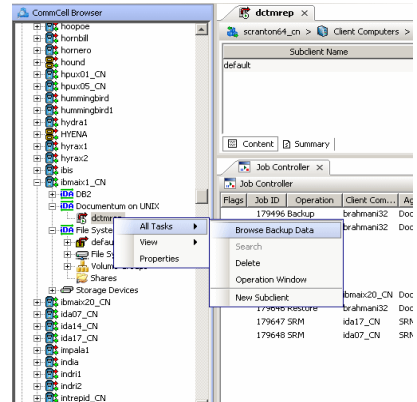 CommCell Browser
hoopoe
hornbill
hornero
hound
hpux01_CN
hpux05_CN
hummingbird
hummingbird1
hydra1
HYENA
hyrax1
hyrax2
ibis
ibmaix1_CN
DB2
Documentum on UNIX
dctmrep
File Syste
defau
File Sy
Volume Groups
Shares
Storage Devices
ibmaix20_CN
ida07_CN
ida14_CN
ida17_CN
impala1
india
indri1
indri2
intrepid_CN
All Tasks
View
Properties
Browse Backup Data
Search
Delete
Operation Window
New Subclient
dctmrep
scranton64_cn > Client Computers >
Subclient Name
default
Content Summary
Job Controller
Job Controller
Flags Job ID Operation Client Com... Ag
179496 Backup brahmani32 Doc
brahmani32 Doc
ibmaix20_CN Doc
179646 Restore brahmani32 Doc
179647 SRM ida17_CN SRM
179648 SRM ida07_CN SRM